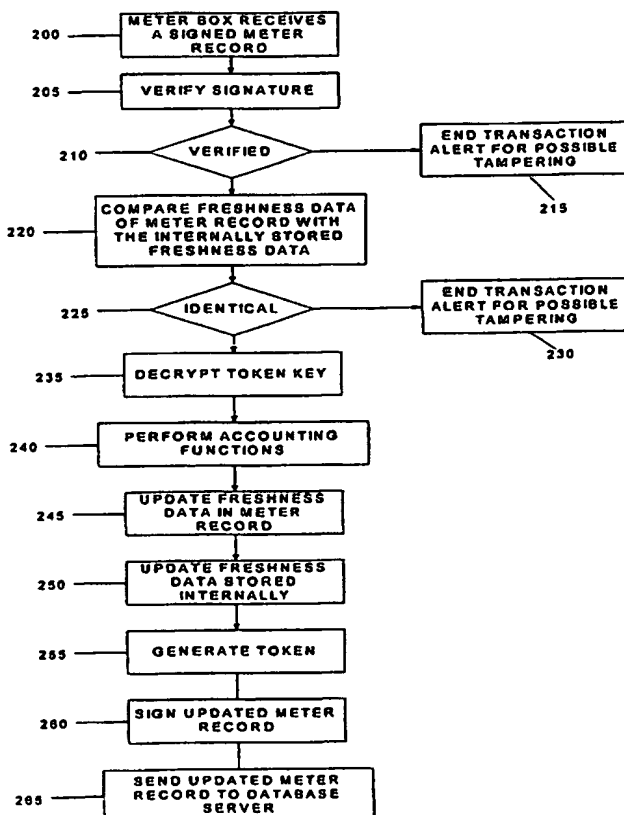 200
METER BOX RECEIVES
A SIGNED METER
RECORD
205
VERIFY SIGNATURE
210
VERIFIED
END TRANSACTION
ALERT FOR POSSIBLE
TAMPERING
215
220
COMPARE FRESHNESS DATA
OF METER RECORD WITH
THE INTERNALLY STORED
FRESHNESS DATA
225
IDENTICAL
END TRANSACTION
ALERT FOR POSSIBLE
TAMPERING
230
235
DECRYPT TOKEN KEY
240
PERFORM ACCOUNTING
FUNCTIONS
245
UPDATE FRESHNESS
DATA IN METER
RECORD
250
UPDATE FRESHNESS
DATA STORED
INTERNALLY
255
GENERATE TOKEN
260
SIGN UPDATED METER
RECORD
265
SEND UPDATED METER
RECORD TO DATABASE
SERVER